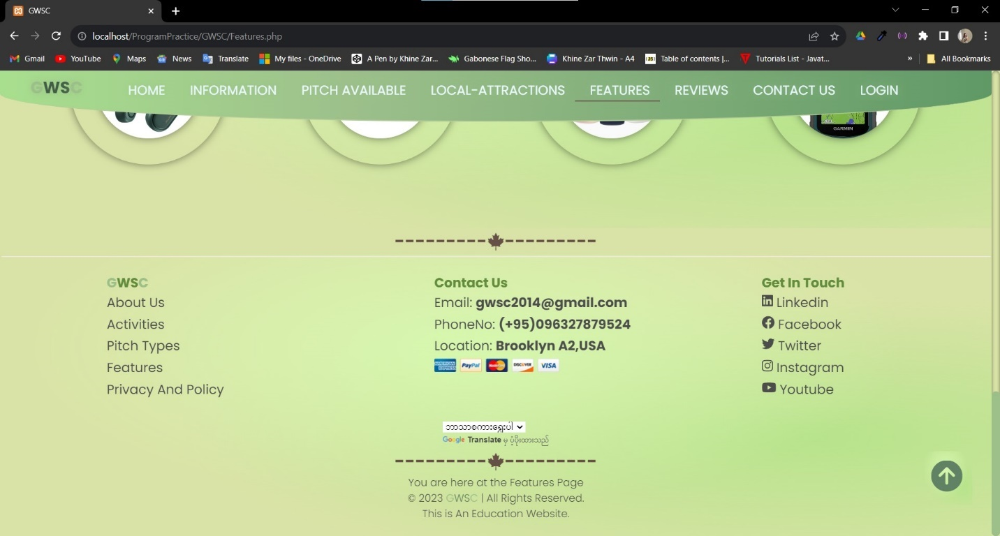 GWSC
localhost/ProgramPractice/GWSC/Features.php
Gmail YouTube Maps News Translate My files - OneDrive A Pen by Khine Zar... Gabonese Flag Sho... Khine Zar Thwin - A4 Table of contents |... Tutorials List - Javat... » All Bookmarks
GWSC HOME INFORMATION PITCH AVAILABLE LOCAL-ATTRACTIONS FEATURES REVIEWS CONTACT US LOGIN
GARMIN
GWSC
About Us
Activities
Pitch Types
Features
Privacy And Policy
Contact Us
Email: gwsc2014@gmail.com
PhoneNo: (+95)096327879524
Location: Brooklyn A2,USA
AMERICAN EXPRESS PayPal MasterCard DISCOVER VISA
Get In Touch
Linkedin
Facebook
Twitter
Instagram
Youtube
ဘာသာစကားရွေးပါ
Google Translate မှ ပံ့ပိုးထားသည်
You are here at the Features Page
© 2023 GWSC | All Rights Reserved.
This is An Education Website.